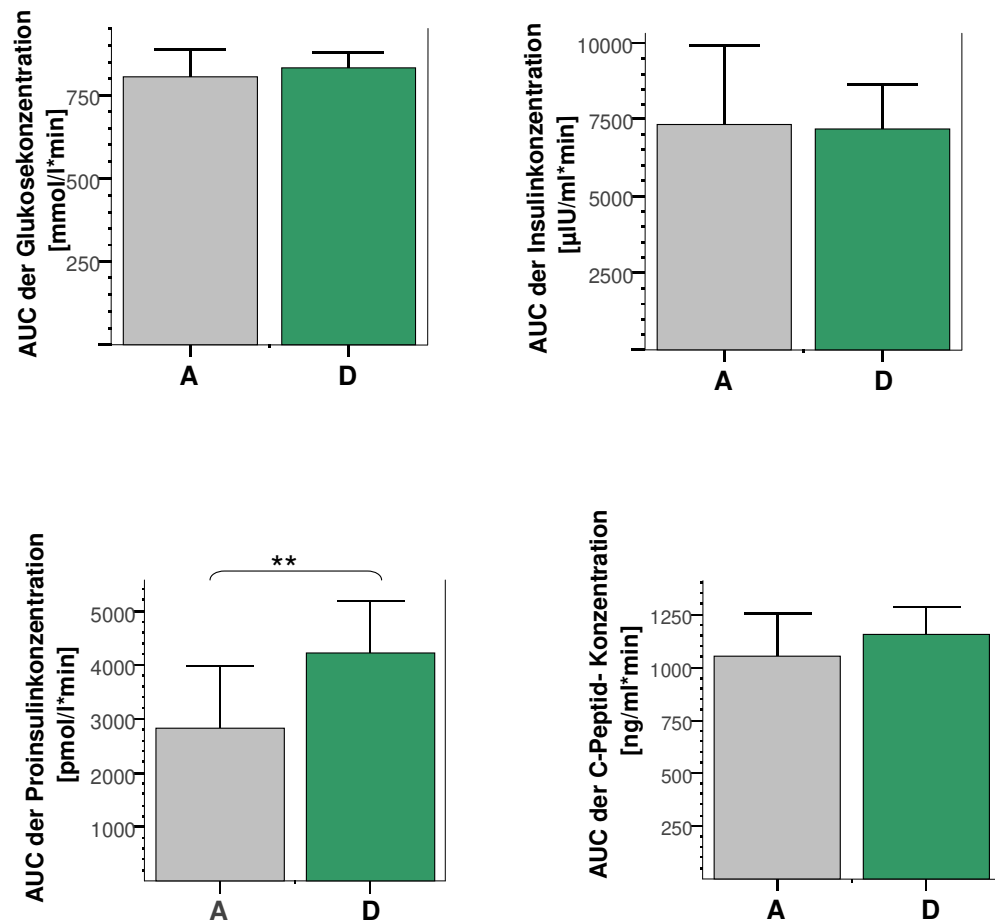 AUC der Glukosekonzentration
[mmol/l*min]
750
500
250
A
D
AUC der Insulinkonzentration
[µIU/ml*min]
10000
7500
5000
2500
A
D
AUC der Proinsulinkonzentration
[pmol/l*min]
**
5000
4000
3000
2000
1000
A
D
AUC der C-Peptid- Konzentration
[ng/ml*min]
1250
1000
750
500
250
A
D